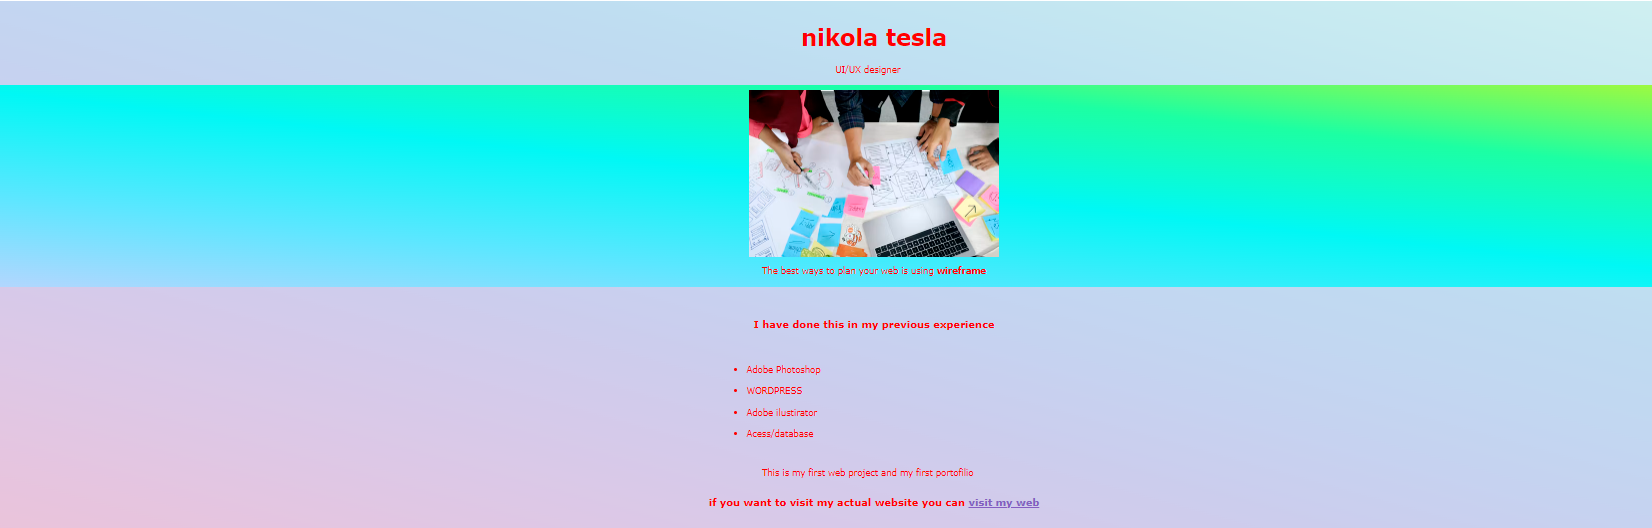 nikola tesla
UI/UX designer
The best ways to plan your web is using wireframe
I have done this in my previous experience
Adobe Photoshop
WORDPRESS
Adobe ilustirator
Acess/database
This is my first web project and my first portofilio
if you want to visit my actual website you can visit my web